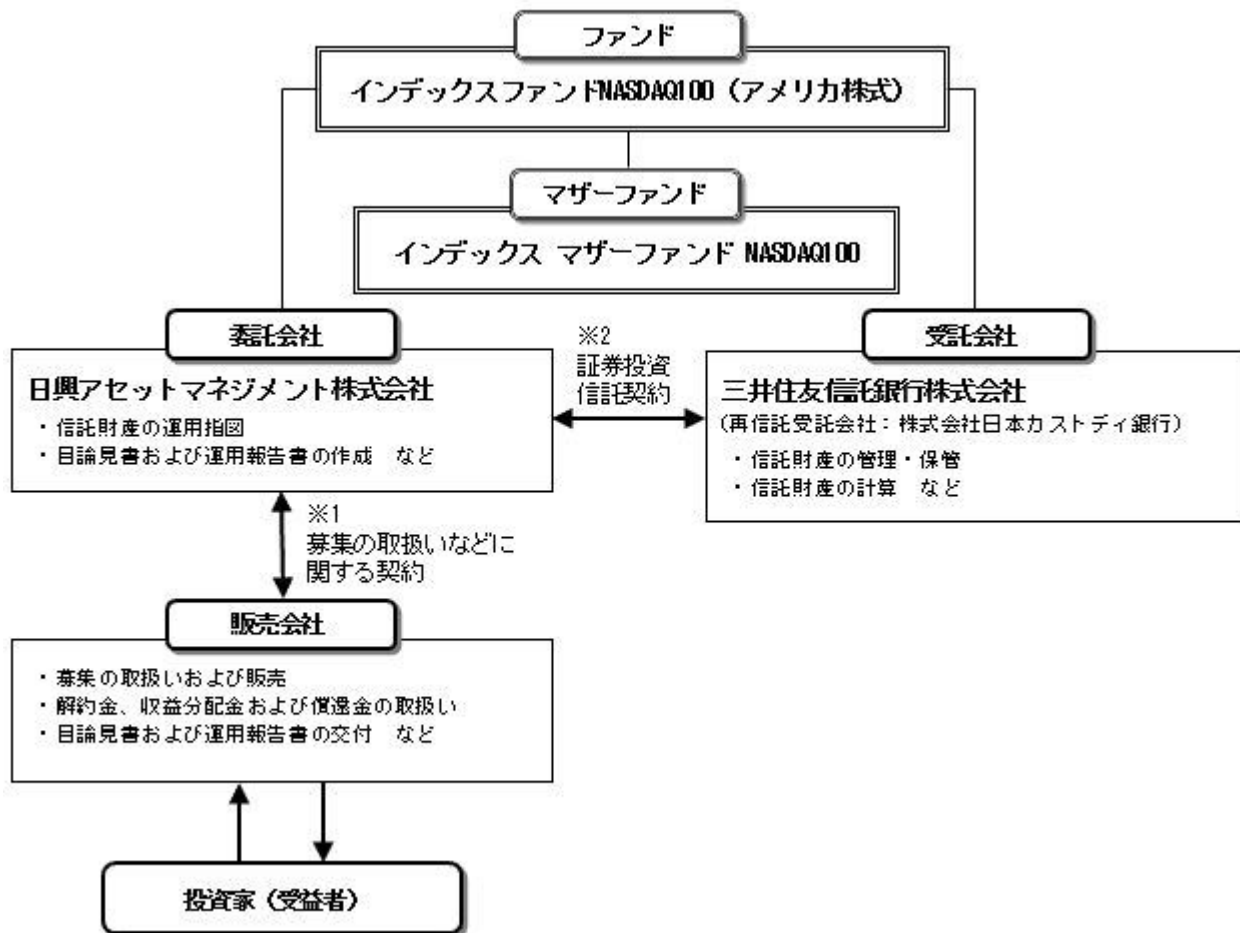 ファンド
インデックスファンドNASDAQ100(アメリカ株式)
マザーファンド
インデックス マザーファンド NASDAQ100
委託会社
日興アセットマネジメント株式会社
・信託財産の運用指図
・目論見書および運用報告書の作成 など
※2
証券投資
信託契約
受託会社
三井住友信託銀行株式会社
(再信託受託会社:株式会社日本カストディ銀行)
・信託財産の管理・保管
・信託財産の計算 など
※1
募集の取扱いなどに
関する契約
販売会社
・募集の取扱いおよび販売
・解約金、収益分配金および償還金の取扱い
・目論見書および運用報告書の交付 など
投資家(受益者)